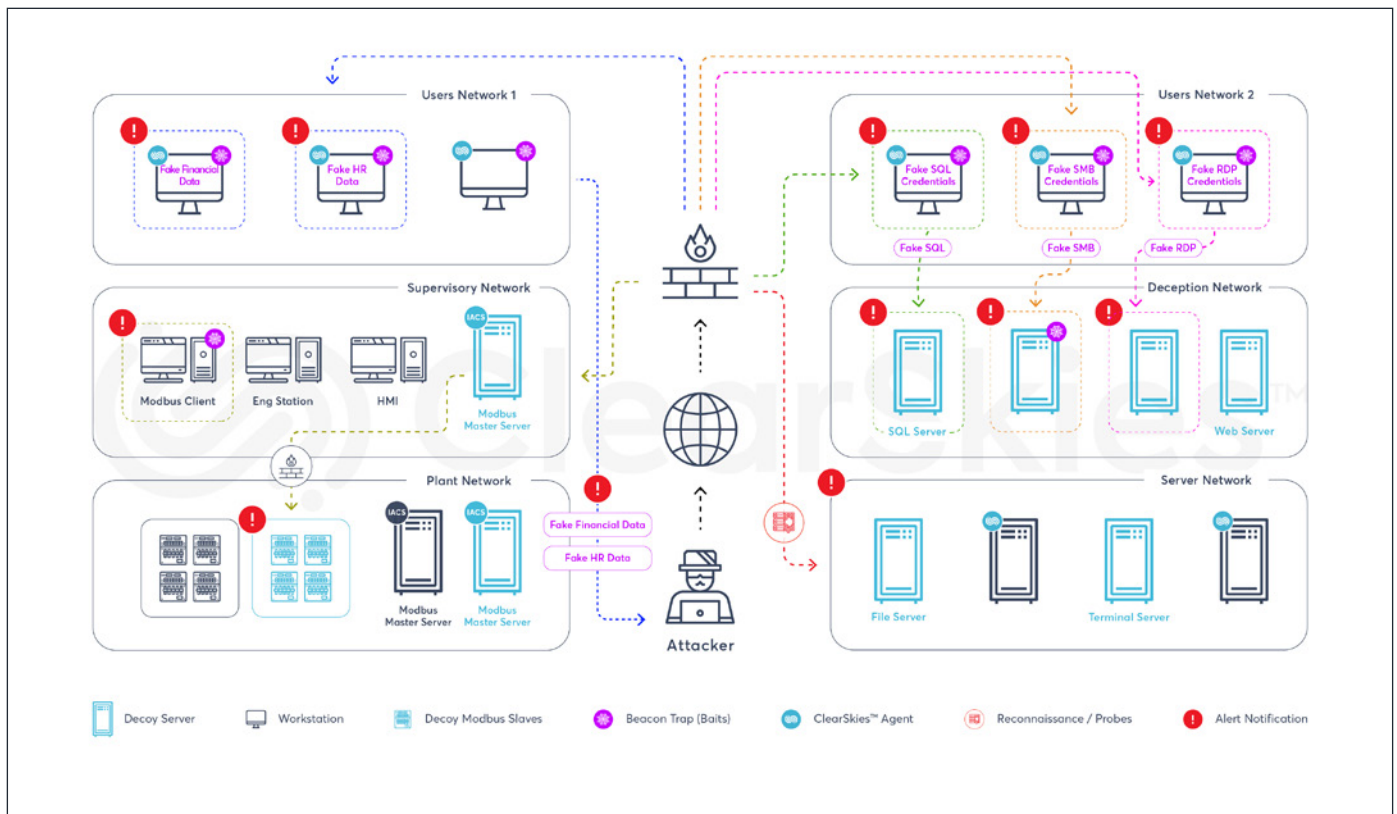 Users Network 1
Fake Financial
Data
Fake HR
Data
Users Network 2
Fake SQL
Credentials
Fake SMB
Credentials
Fake RDP
Credentials
Fake SQL
Fake SMB
Fake RDP
Supervisory Network
IACS
Modbus Client
Eng Station
HMI
Modbus
Master Server
Deception Network
SQL Server
Web Server
ClearSkies™
Plant Network
IACS
IACS
Modbus
Master Server
Modbus
Master Server
Fake Financial Data
Fake HR Data
Attacker
Server Network
File Server
Terminal Server
Decoy Server
Workstation
Decoy Modbus Slaves
Beacon Trap (Baits)
ClearSkies™ Agent
Reconnaissance / Probes
! Alert Notification